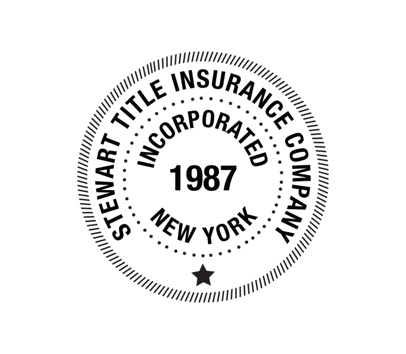 STEWART TITLE INSURANCE COMPANY
INCORPORATED
1987
NEW YORK